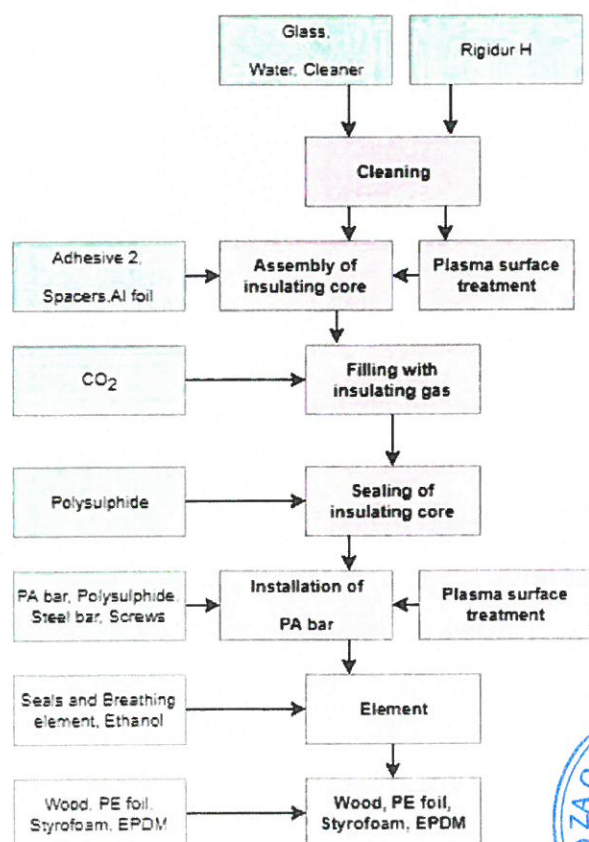 Glass,
Water, Cleaner
Rigidur H
Cleaning
Adhesive 2,
Spacers,Al foil
Assembly of
insulating core
Plasma surface
treatment
CO2
Filling with
insulating gas
Polysulphide
Sealing of
insulating core
PA bar, Polysulphide,
Steel bar, Screws
Installation of
PA bar
Plasma surface
treatment
Seals and Breathing
element, Ethanol
Element
Wood, PE foil,
Styrofoam, EPDM
Wood, PE foil,
Styrofoam, EPDM